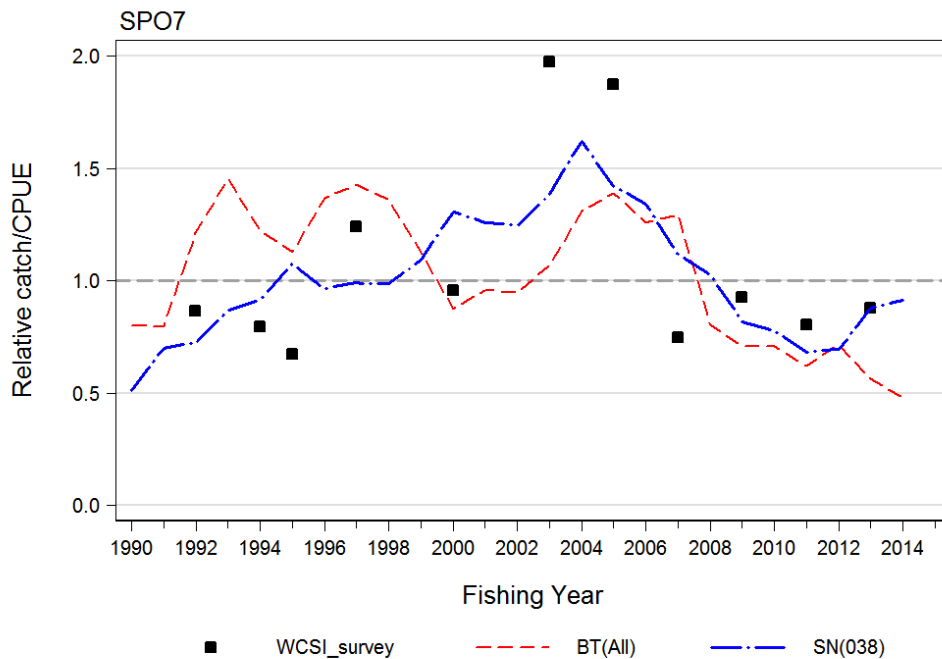 SPO7
Relative catch/CPUE
2.0
1.5
1.0
0.5
0.0
1990 1992 1994 1996 1998 2000 2002 2004 2006 2008 2010 2012 2014
Fishing Year
WCSI_survey BT(All) SN(038)